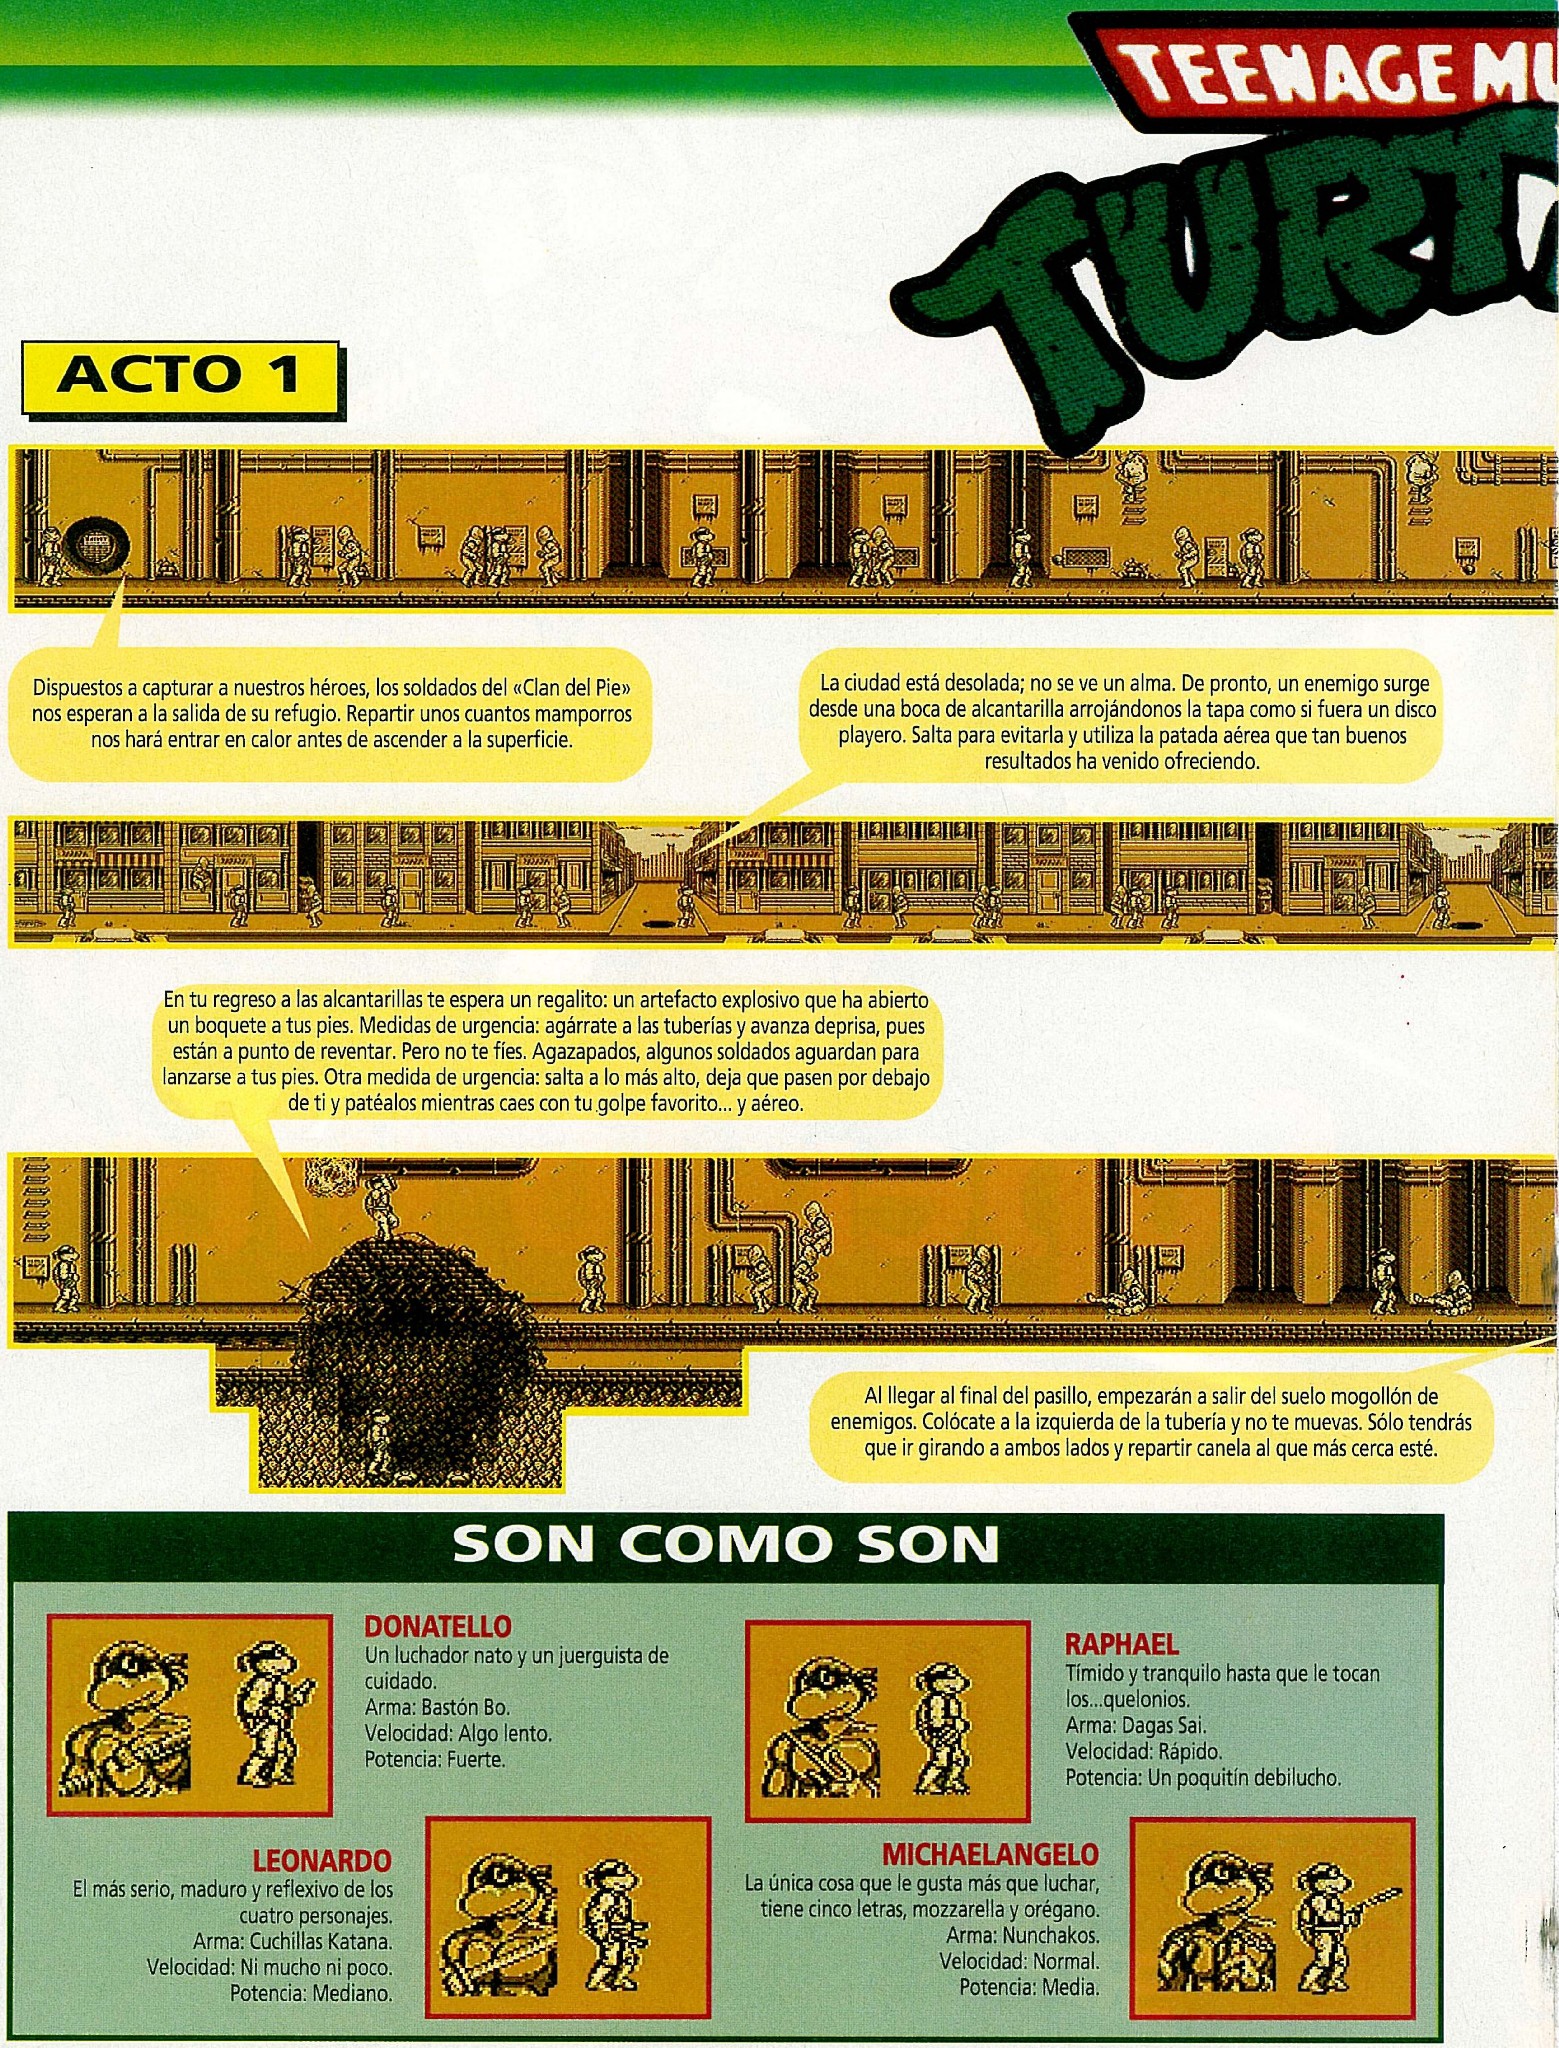 TEENAGE MU
TURT
ACTO 1
Dispuestos a capturar a nuestros héroes, los soldados del «Clan del Pie»
nos esperan a la salida de su refugio. Repartir unos cuantos mamporros
nos hará entrar en calor antes de ascender a la superficie.
La ciudad está desolada; no se ve un alma. De pronto, un enemigo surge
desde una boca de alcantarilla arrojándonos la tapa como si fuera un disco
playero. Salta para evitarla y utiliza la patada aérea que tan buenos
resultados ha venido ofreciendo.
En tu regreso a las alcantarillas te espera un regalito: un artefacto explosivo que ha abierto
un boquete a tus pies. Medidas de urgencia: agárrate a las tuberías y avanza deprisa, pues
están a punto de reventar. Pero no te fíes. Agazapados, algunos soldados aguardan para
lanzarse a tus pies. Otra medida de urgencia: salta a lo más alto, deja que pasen por debajo
de ti y patéalos mientras caes con tu golpe favorito... y aéreo.
Al llegar al final del pasillo, empezarán a salir del suelo mogollón de
enemigos. Colócate a la izquierda de la tubería y no te muevas. Sólo tendrás
que ir girando a ambos lados y repartir canela al que más cerca esté.
SON COMO SON
DONATELLO
Un luchador nato y un juerguista de
cuidado.
Arma: Bastón Bo.
Velocidad: Algo lento.
Potencia: Fuerte.
RAPHAEL
Tímido y tranquilo hasta que le tocan
los...quelonios.
Arma: Dagas Sai.
Velocidad: Rápido.
Potencia: Un poquitín debilucho.
LEONARDO
El más serio, maduro y reflexivo de los
cuatro personajes.
Arma: Cuchillas Katana.
Velocidad: Ni mucho ni poco.
Potencia: Mediano.
MICHAELANGELO
La única cosa que le gusta más que luchar,
tiene cinco letras, mozzarella y orégano.
Arma: Nunchakos.
Velocidad: Normal.
Potencia: Media.